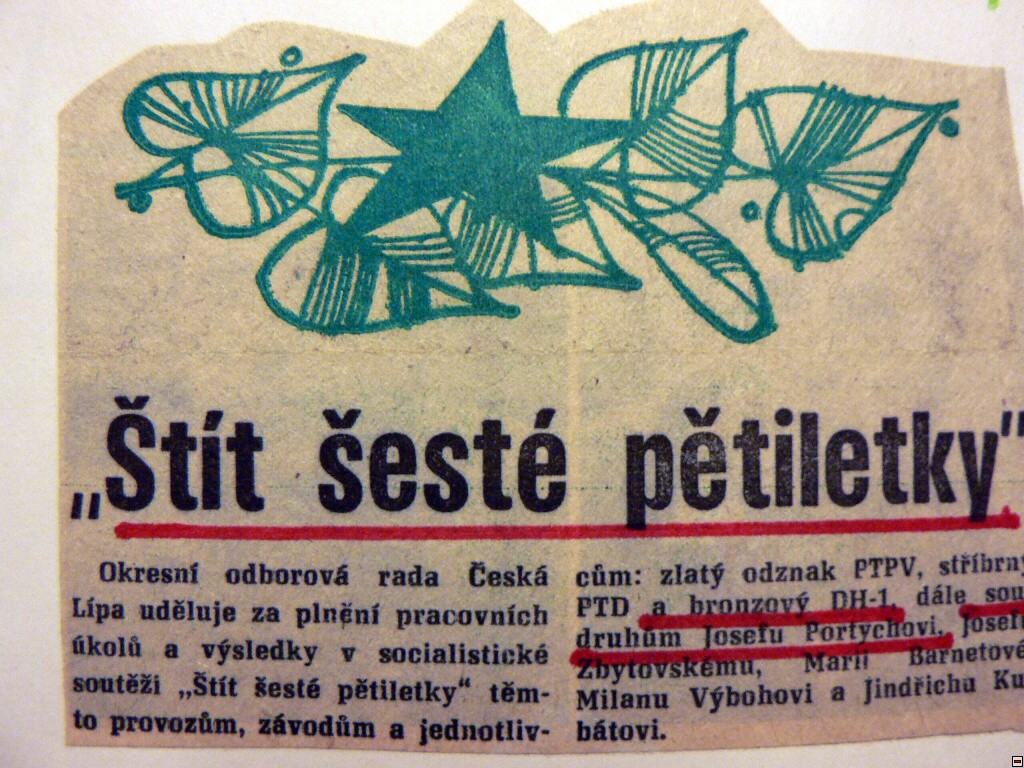 „Štít šesté pětiletky"
Okresní odborová rada Česká
Lípa uděluje za plnění pracovních
úkolů a výsledky v socialistické
soutěži „Štít šesté pětiletky“ těm-
to provozům, závodům a jednotliv-
cům: zlatý odznak PTPV, stříbrný
PTD a bronzový DH-1, dále sou
druhům Josefu Portychovi, Josefu
Zbytovskému, Marii Barnetové
Milanu Výbohovi a Jindřichu Ku
bátovi.